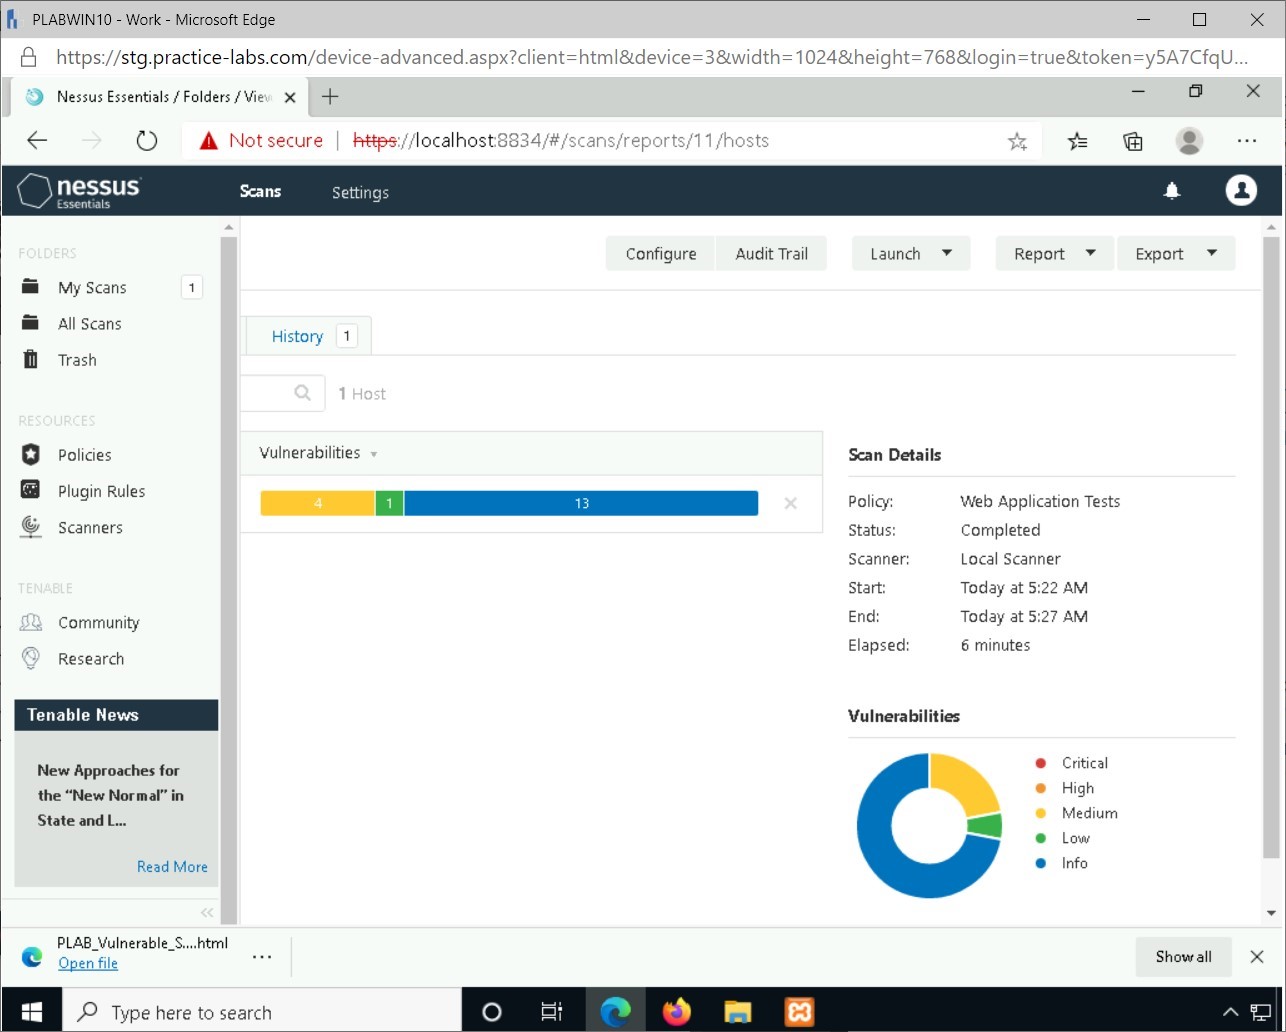 PLABWIN10 - Work - Microsoft Edge
https://stg.practice-labs.com/device-advanced.aspx?client=html&device=3&width=1024&height=768&login=true&token=y5A7CfqU...
Nessus Essentials / Folders / View
Not secure | https://localhost:8834/#/scans/reports/11/hosts
nessus
Essentials
Scans
Settings
FOLDERS
My Scans 1
All Scans
Trash
RESOURCES
Policies
Plugin Rules
Scanners
TENABLE
Community
Research
Tenable News
New Approaches for
the “New Normal” in
State and L...
Read More
Configure
Audit Trail
Launch
Report
Export
History 1
1 Host
Vulnerabilities
4 1 13
Scan Details
Policy: Web Application Tests
Status: Completed
Scanner: Local Scanner
Start: Today at 5:22 AM
End: Today at 5:27 AM
Elapsed: 6 minutes
Vulnerabilities
Critical
High
Medium
Low
Info
PLAB_Vulnerable_S....html
Open file
Show all
Type here to search